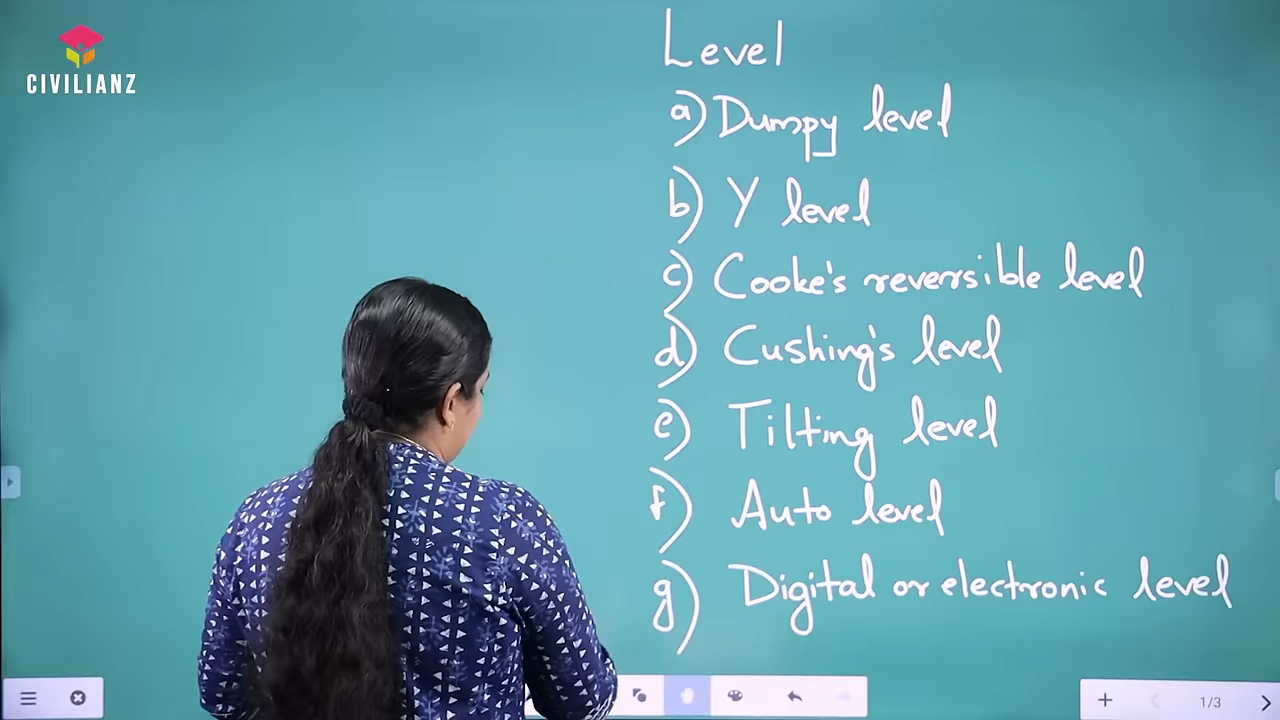 CIVILIANZ
Level
a) Dumpy level
b) Y level
c) Cooke's reversible level
d) Cushing's level
e) Tilting level
f) Auto level
g) Digital or electronic level
1/3